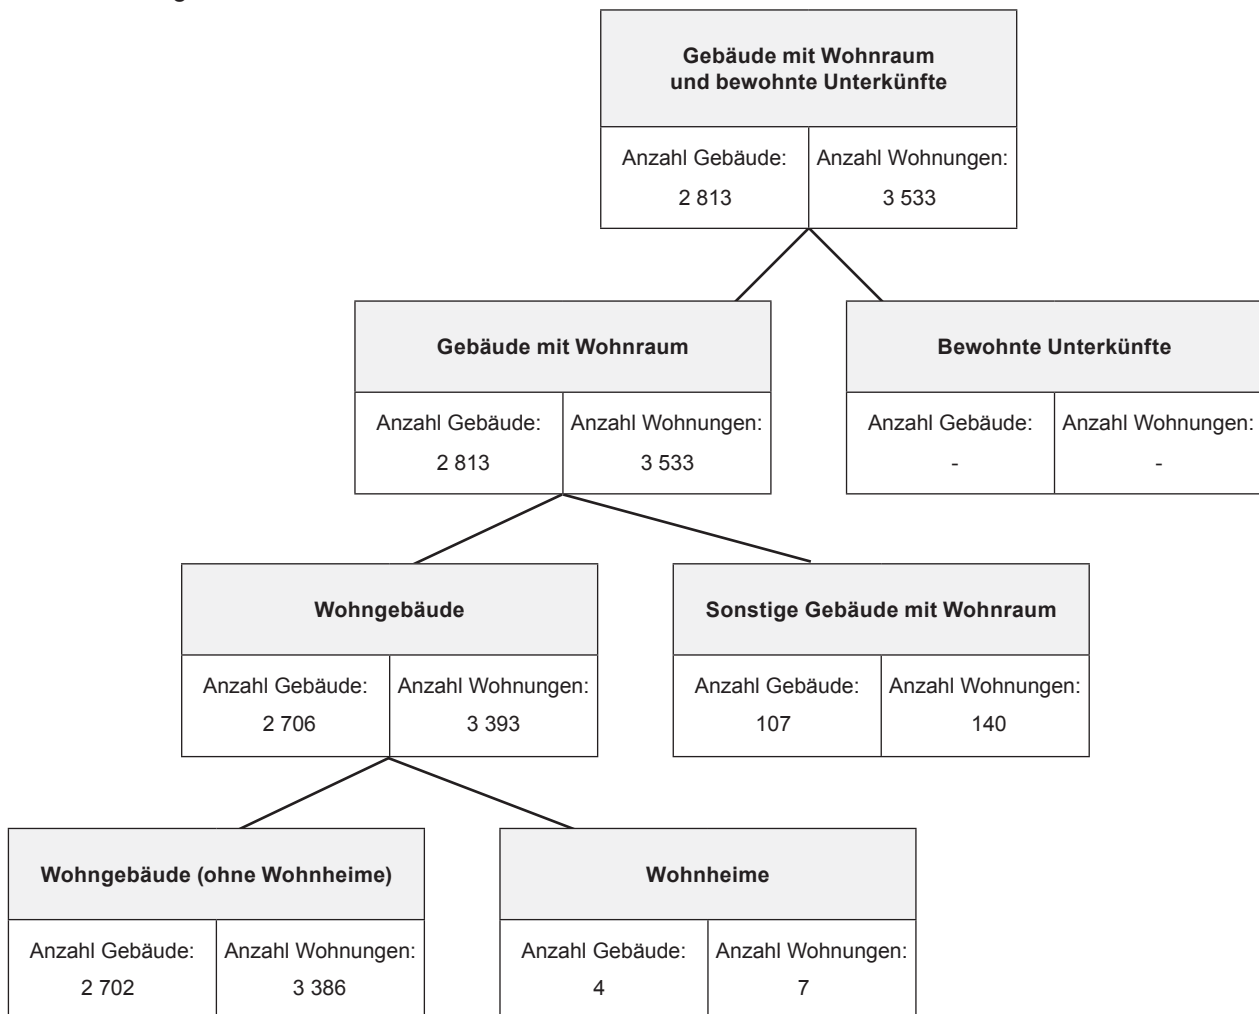 Gebäude mit Wohnraum
und bewohnte Unterkünfte
Anzahl Gebäude: Anzahl Wohnungen:
2 813 3 533
Gebäude mit Wohnraum
Bewohnte Unterkünfte
Anzahl Gebäude: Anzahl Wohnungen:
2 813 3 533
Anzahl Gebäude: Anzahl Wohnungen:
- -
Wohngebäude
Sonstige Gebäude mit Wohnraum
Anzahl Gebäude: Anzahl Wohnungen:
2 706 3 393
Anzahl Gebäude: Anzahl Wohnungen:
107 140
Wohngebäude (ohne Wohnheime)
Wohnheime
Anzahl Gebäude: Anzahl Wohnungen:
2 702 3 386
Anzahl Gebäude: Anzahl Wohnungen:
4 7